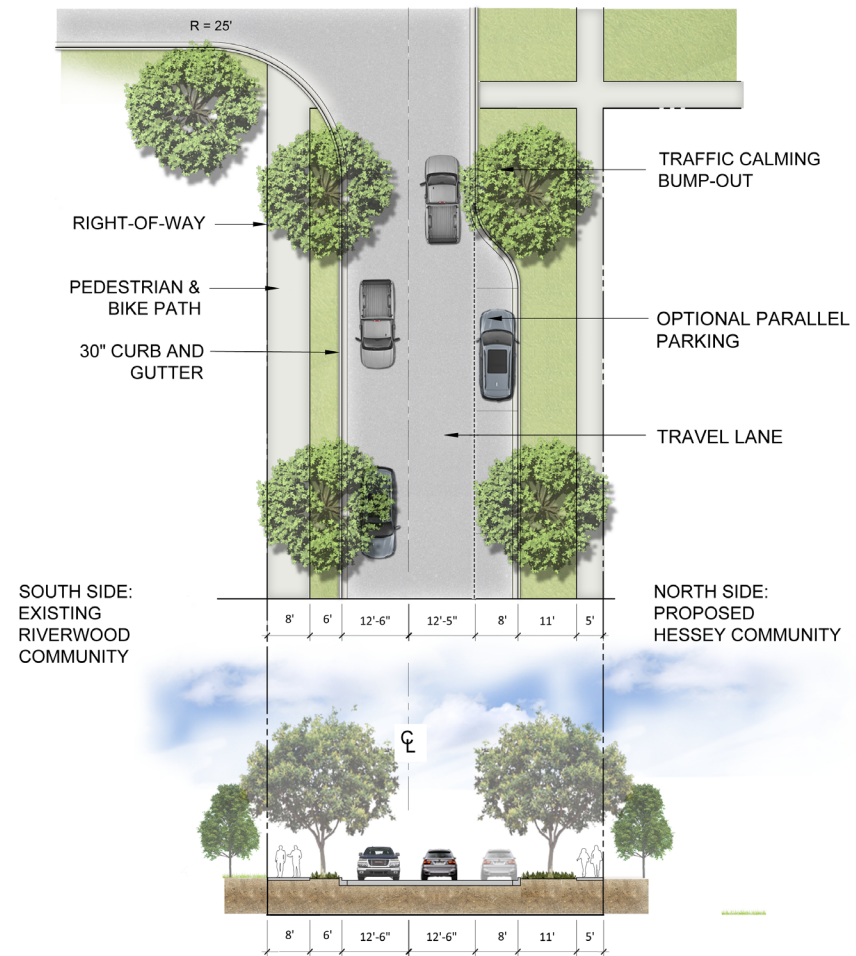 R = 25'
TRAFFIC CALMING
BUMP-OUT
RIGHT-OF-WAY
PEDESTRIAN &
BIKE PATH
OPTIONAL PARALLEL
PARKING
30" CURB AND
GUTTER
TRAVEL LANE
SOUTH SIDE:
EXISTING
RIVERWOOD
COMMUNITY
NORTH SIDE:
PROPOSED
HESSEY COMMUNITY
8' 6' 12'-6" 12'-5" 8' 11' 5'
℄
8' 6' 12'-6" 12'-6" 8' 11' 5'